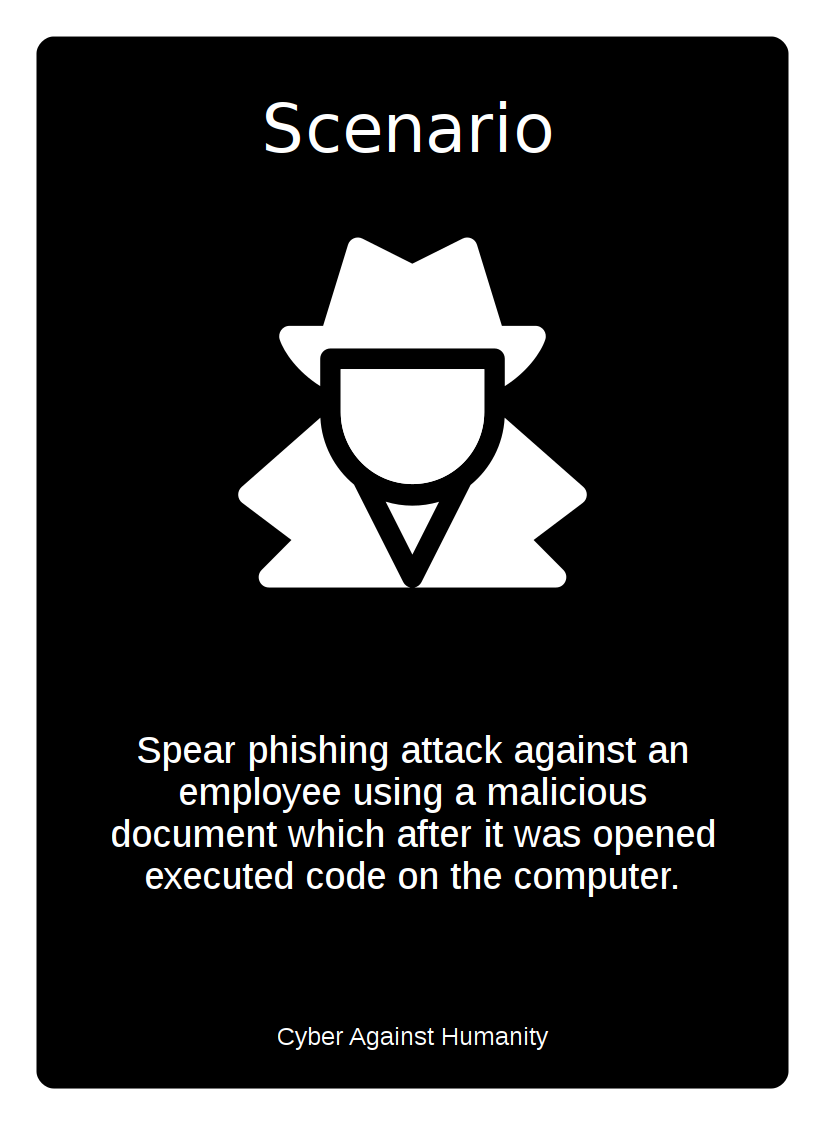 Scenario
Spear phishing attack against an
employee using a malicious
document which after it was opened
executed code on the computer.
Cyber Against Humanity